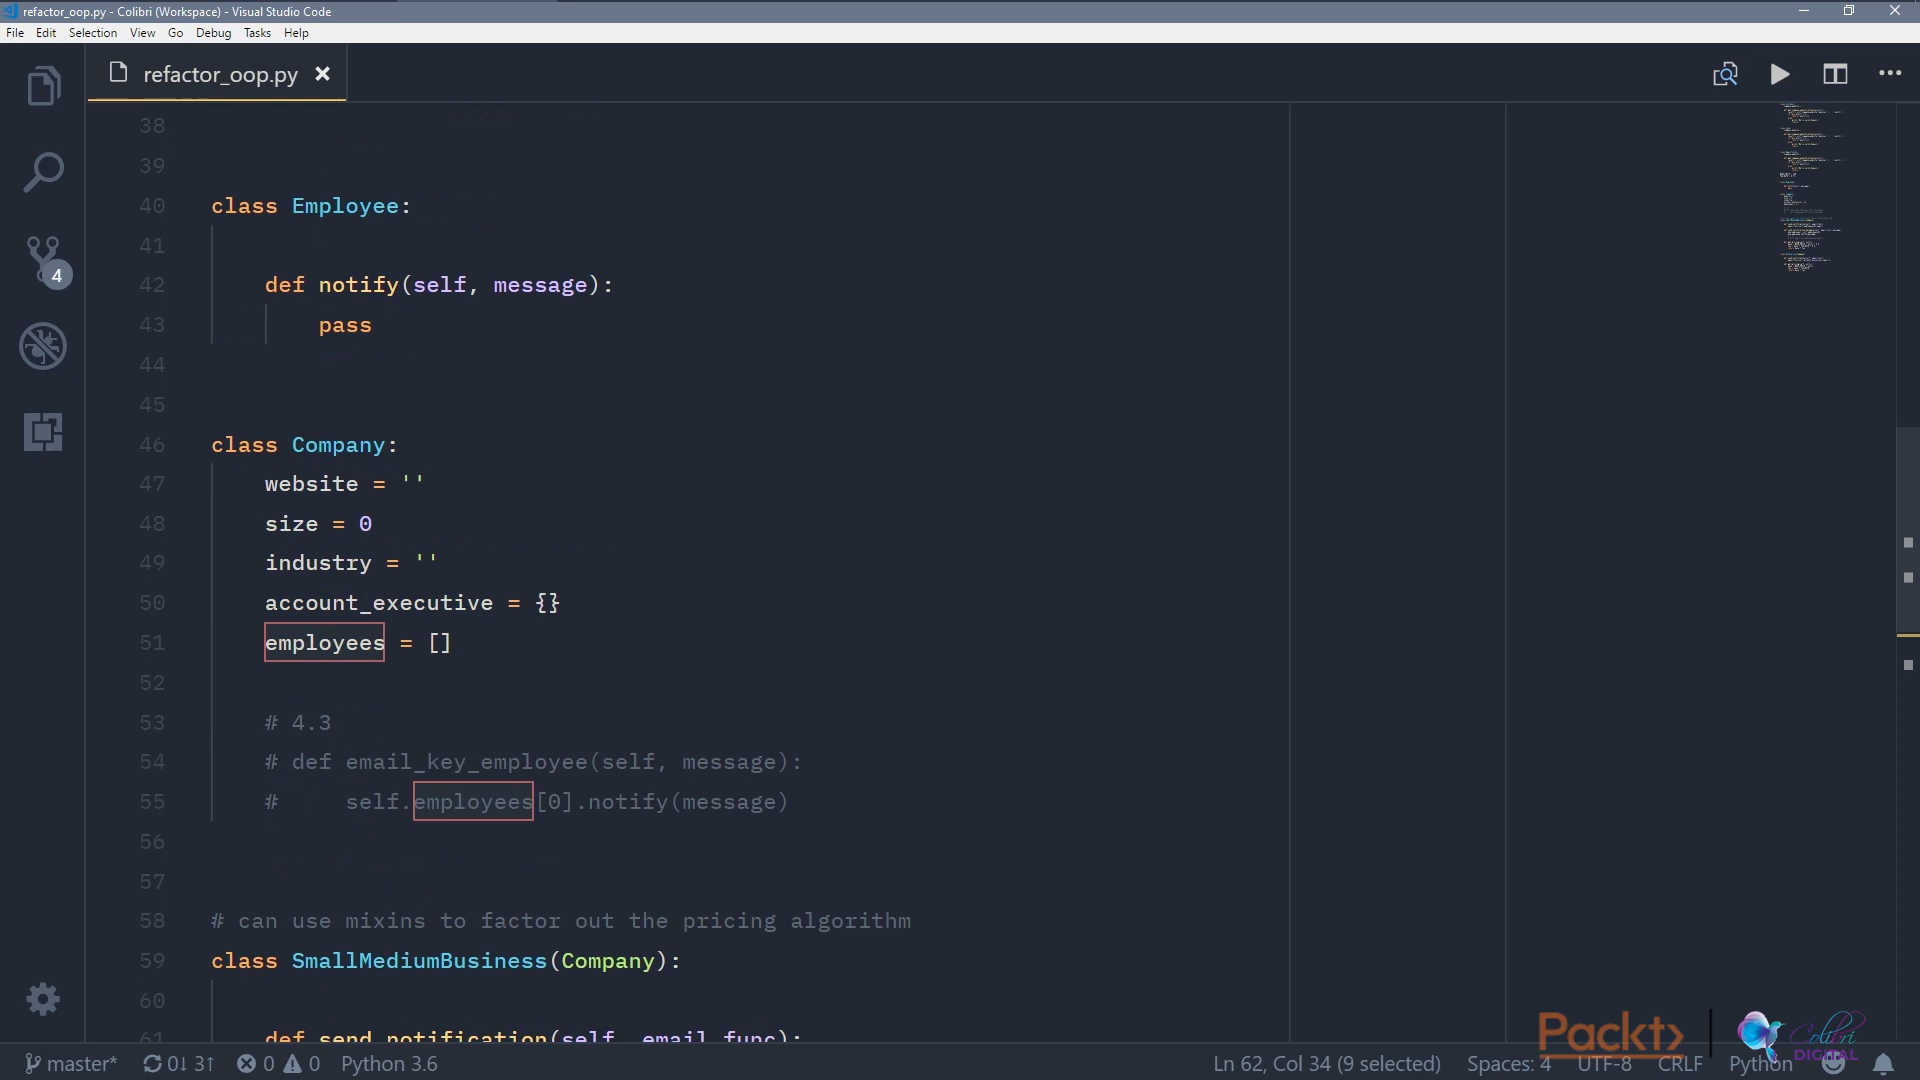 refactor_oop.py - Colibri (Workspace) - Visual Studio Code
File Edit Selection View Go Debug Tasks Help
refactor_oop.py
38
39
40 class Employee:
41
42 def notify(self, message):
43 pass
44
45
46 class Company:
47 website = ''
48 size = 0
49 industry = ''
50 account_executive = {}
51 employees = []
52
53 # 4.3
54 # def email_key_employee(self, message):
55 # self.employees[0].notify(message)
56
57
58 # can use mixins to factor out the pricing algorithm
59 class SmallMediumBusiness(Company):
60
61 def send_notification(self, email_func):
4
master* 0↓ 3↑ 0 0 Python 3.6 Ln 62, Col 34 (9 selected) Spaces: 4 UTF-8 CRLF Python
Packt
Colibri
DIGITAL